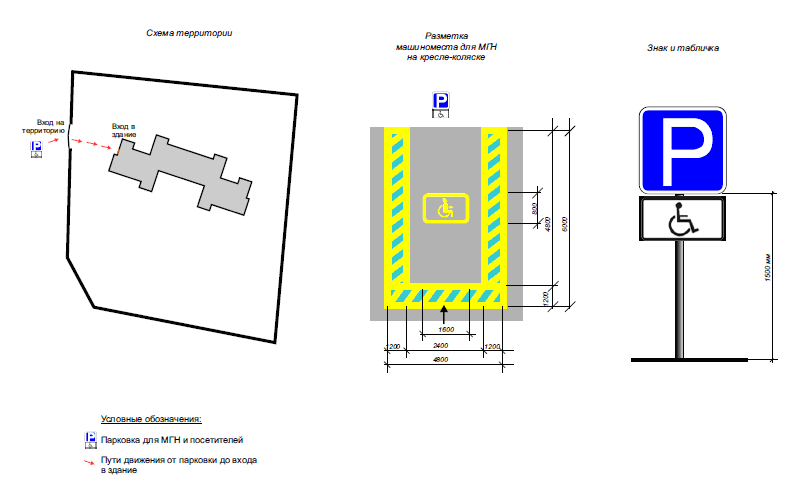 Схема территории
Вход на
территорию
P
Вход в
здание
Разметка
машиноместа для МГН
на кресле-коляске
P
800
4800
6000
1200
1600
1200
2400
1200
4800
Знак и табличка
P
1500 мм
Условные обозначения:
P
Парковка для МГН и посетителей
Пути движения от парковки до входа
в здание